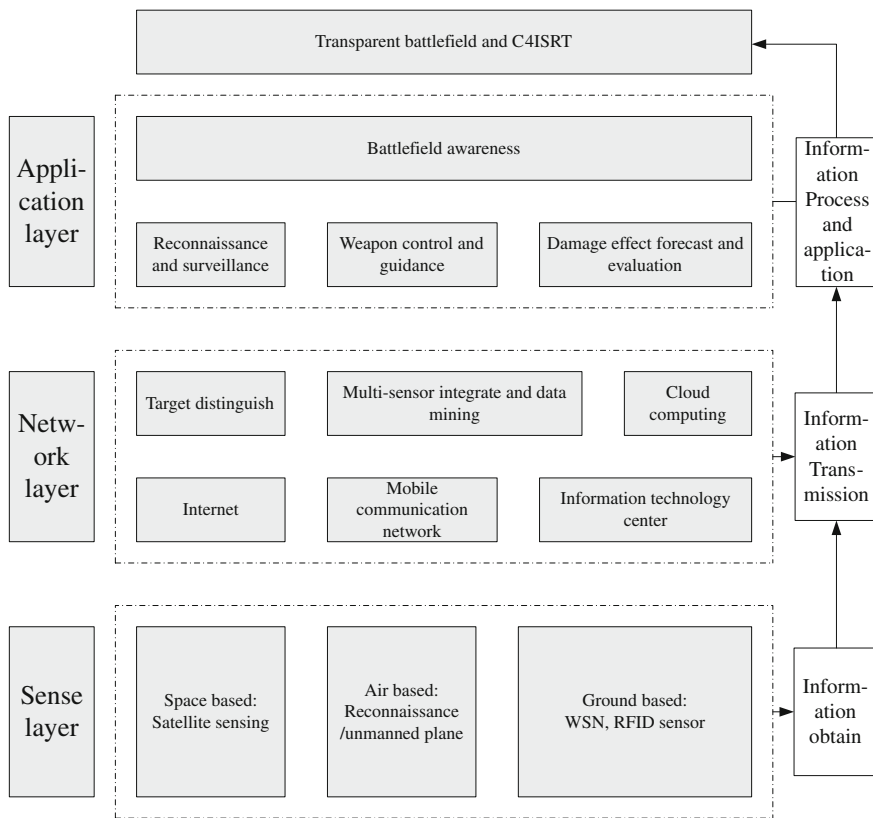 Transparent battlefield and C4ISRT
Appli-
cation
layer
Battlefield awareness
Reconnaissance
and surveillance
Weapon control and
guidance
Damage effect forecast and
evaluation
Inform-
ation
Process
and
applica-
tion
Netw-
ork
layer
Target distinguish
Multi-sensor integrate and data
mining
Cloud
computing
Internet
Mobile
communication
network
Information technology
center
Inform-
ation
Trans-
mission
Sense
layer
Space based:
Satellite sensing
Air based:
Reconnaissance
/unmanned plane
Ground based:
WSN, RFID sensor
Inform-
ation
obtain